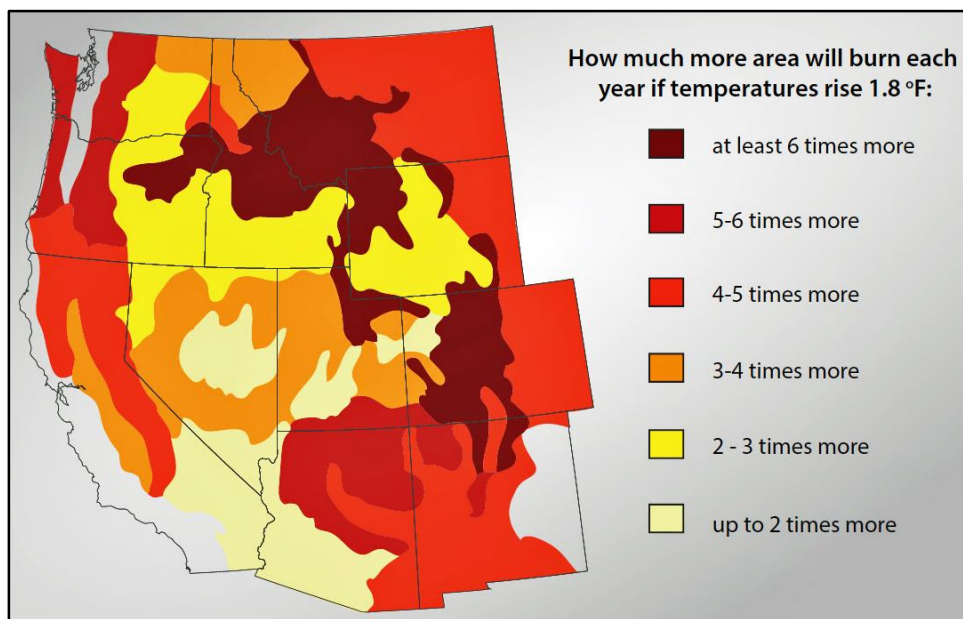 How much more area will burn each
year if temperatures rise 1.8 ºF:
at least 6 times more
5-6 times more
4-5 times more
3-4 times more
2 - 3 times more
up to 2 times more